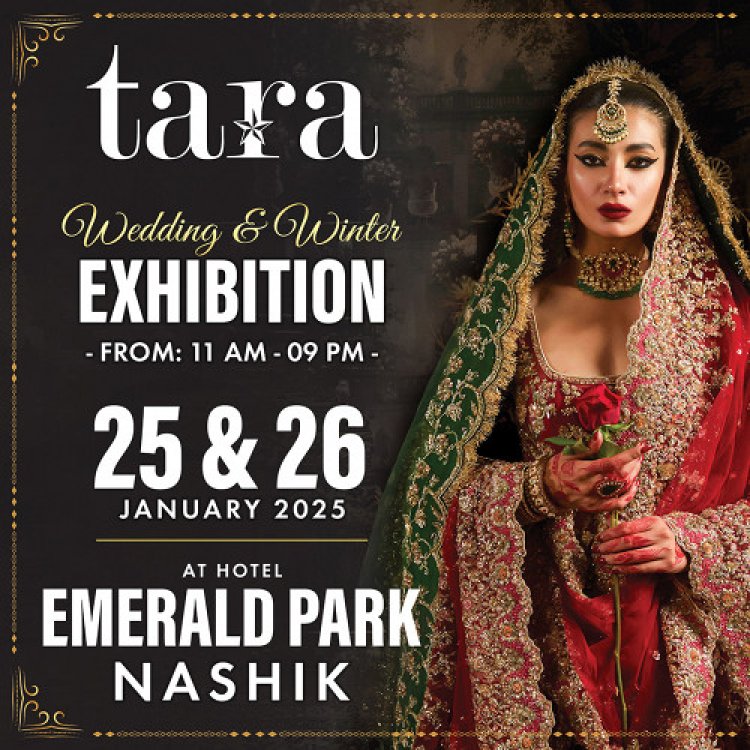 tara
Wedding & Winter
EXHIBITION
- FROM: 11 AM - 09 PM -
25 & 26
JANUARY 2025
AT HOTEL
EMERALD PARK
NASHIK